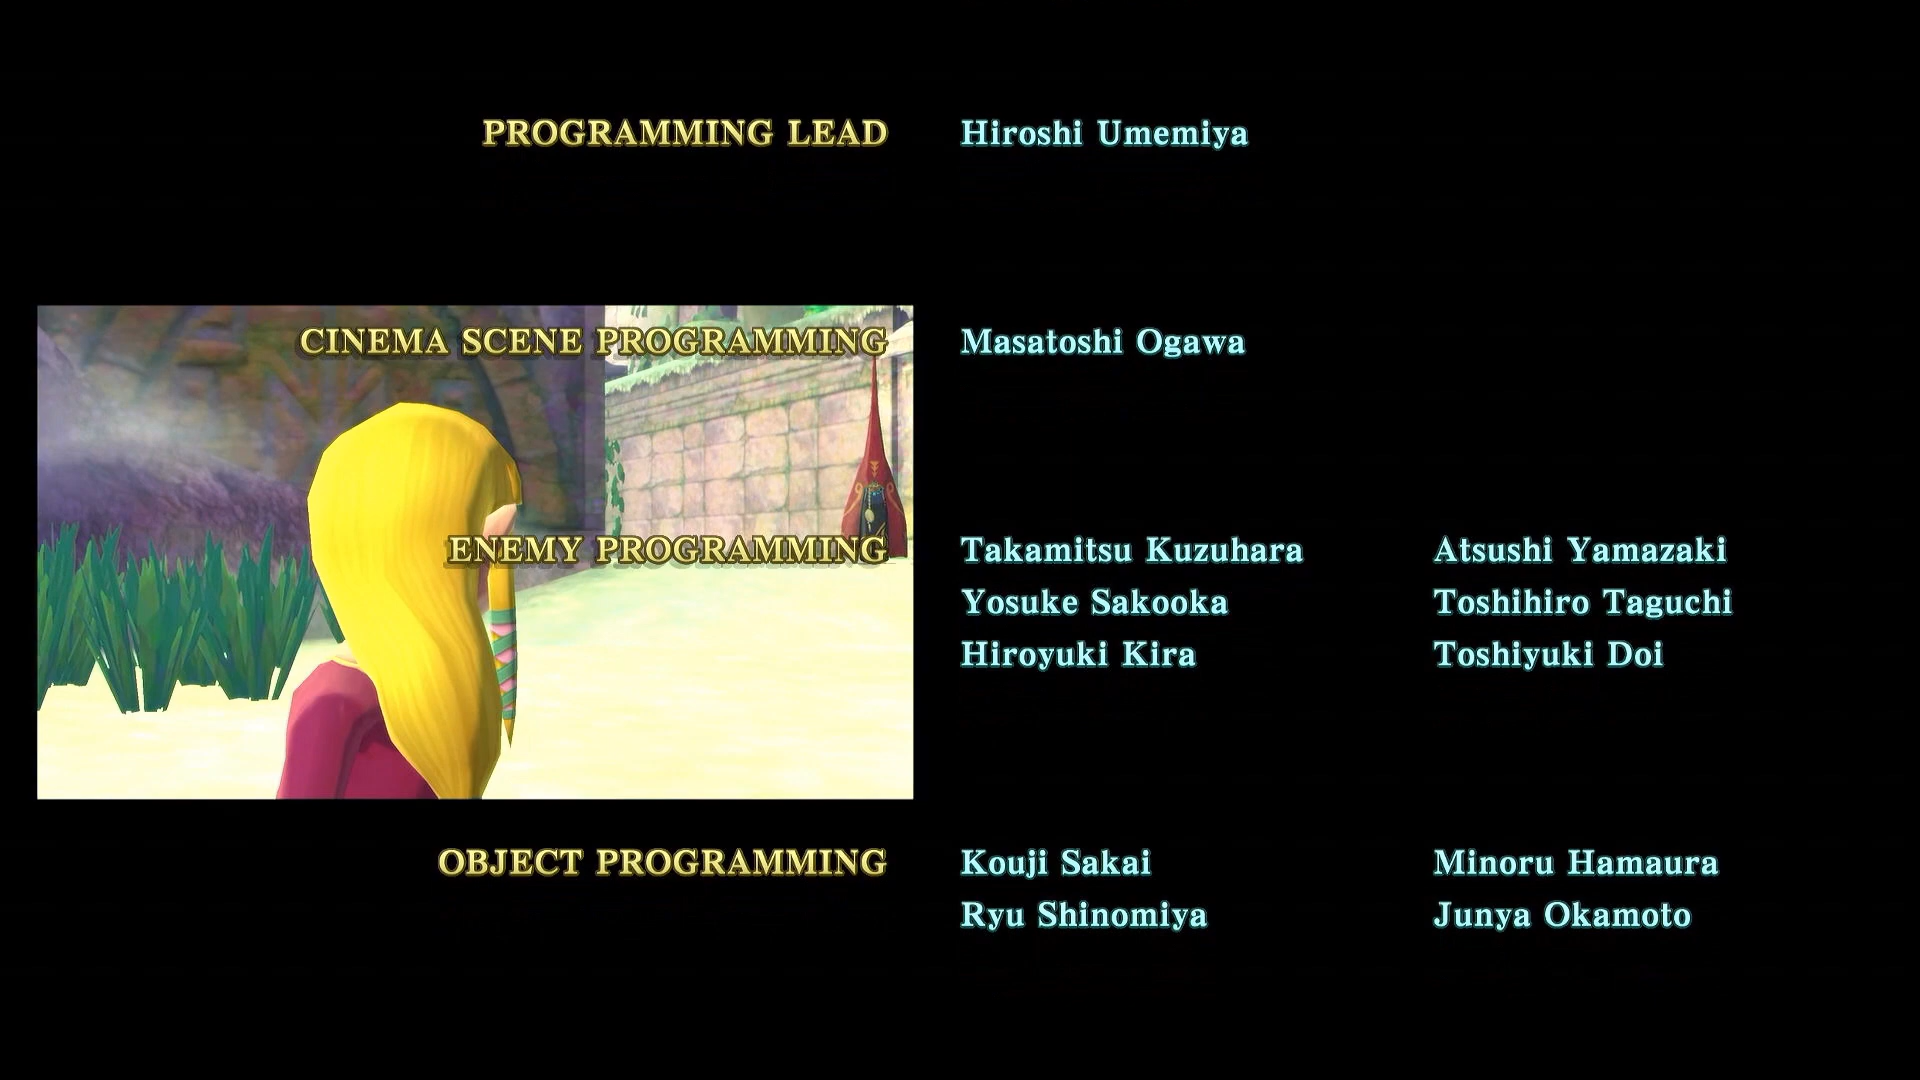 PROGRAMMING LEAD Hiroshi Umemiya
CINEMA SCENE PROGRAMMING Masatoshi Ogawa
ENEMY PROGRAMMING Takamitsu Kuzuhara Atsushi Yamazaki
Yosuke Sakooka Toshihiro Taguchi
Hiroyuki Kira Toshiyuki Doi
OBJECT PROGRAMMING Kouji Sakai Minoru Hamaura
Ryu Shinomiya Junya Okamoto